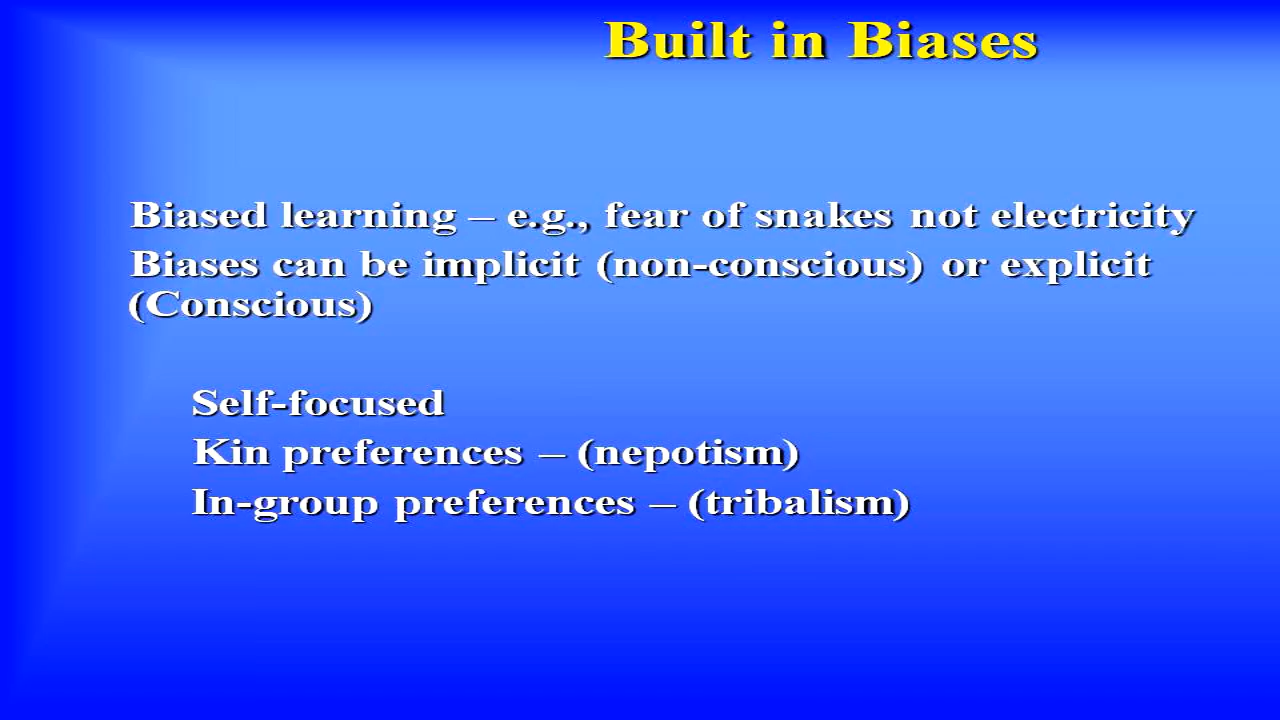 Built in Biases
Biased learning – e.g., fear of snakes not electricity
Biases can be implicit (non-conscious) or explicit
(Conscious)
Self-focused
Kin preferences – (nepotism)
In-group preferences – (tribalism)